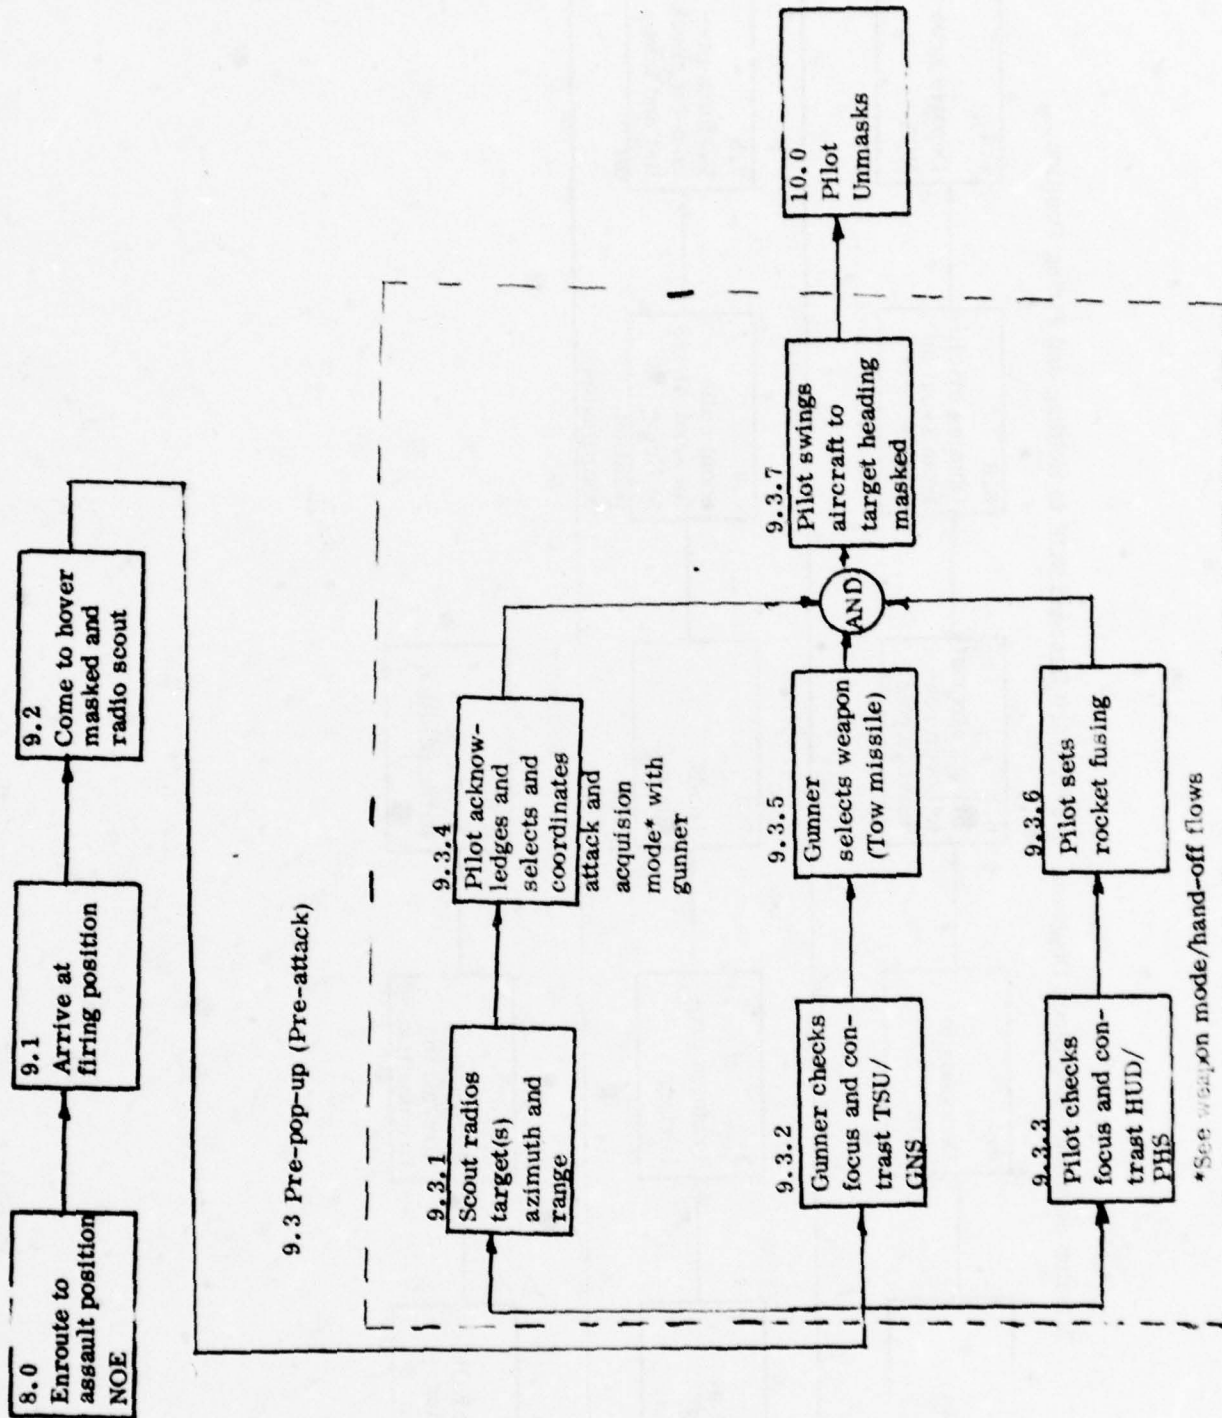 8.0
Enroute to
assault position
NOE
9.1
Arrive at
firing position
9.2
Come to hover
masked and
radio scout
9.3 Pre-pop-up (Pre-attack)
9.3.1
Scout radios
target(s)
azimuth and
range
9.3.4
Pilot acknow-
ledges and
selects and
coordinates
attack and
acquision
mode* with
gunner
9.3.2
Gunner checks
focus and con-
trast TSU/
GNS
9.3.5
Gunner
selects weapon
(Tow missile)
9.3.3
Pilot checks
focus and con-
trast HUD/
PHS
9.3.6
Pilot sets
rocket fusing
AND
9.3.7
Pilot swings
aircraft to
target heading
masked
10.0
Pilot
Unmasks
*See weapon mode/hand-off flows